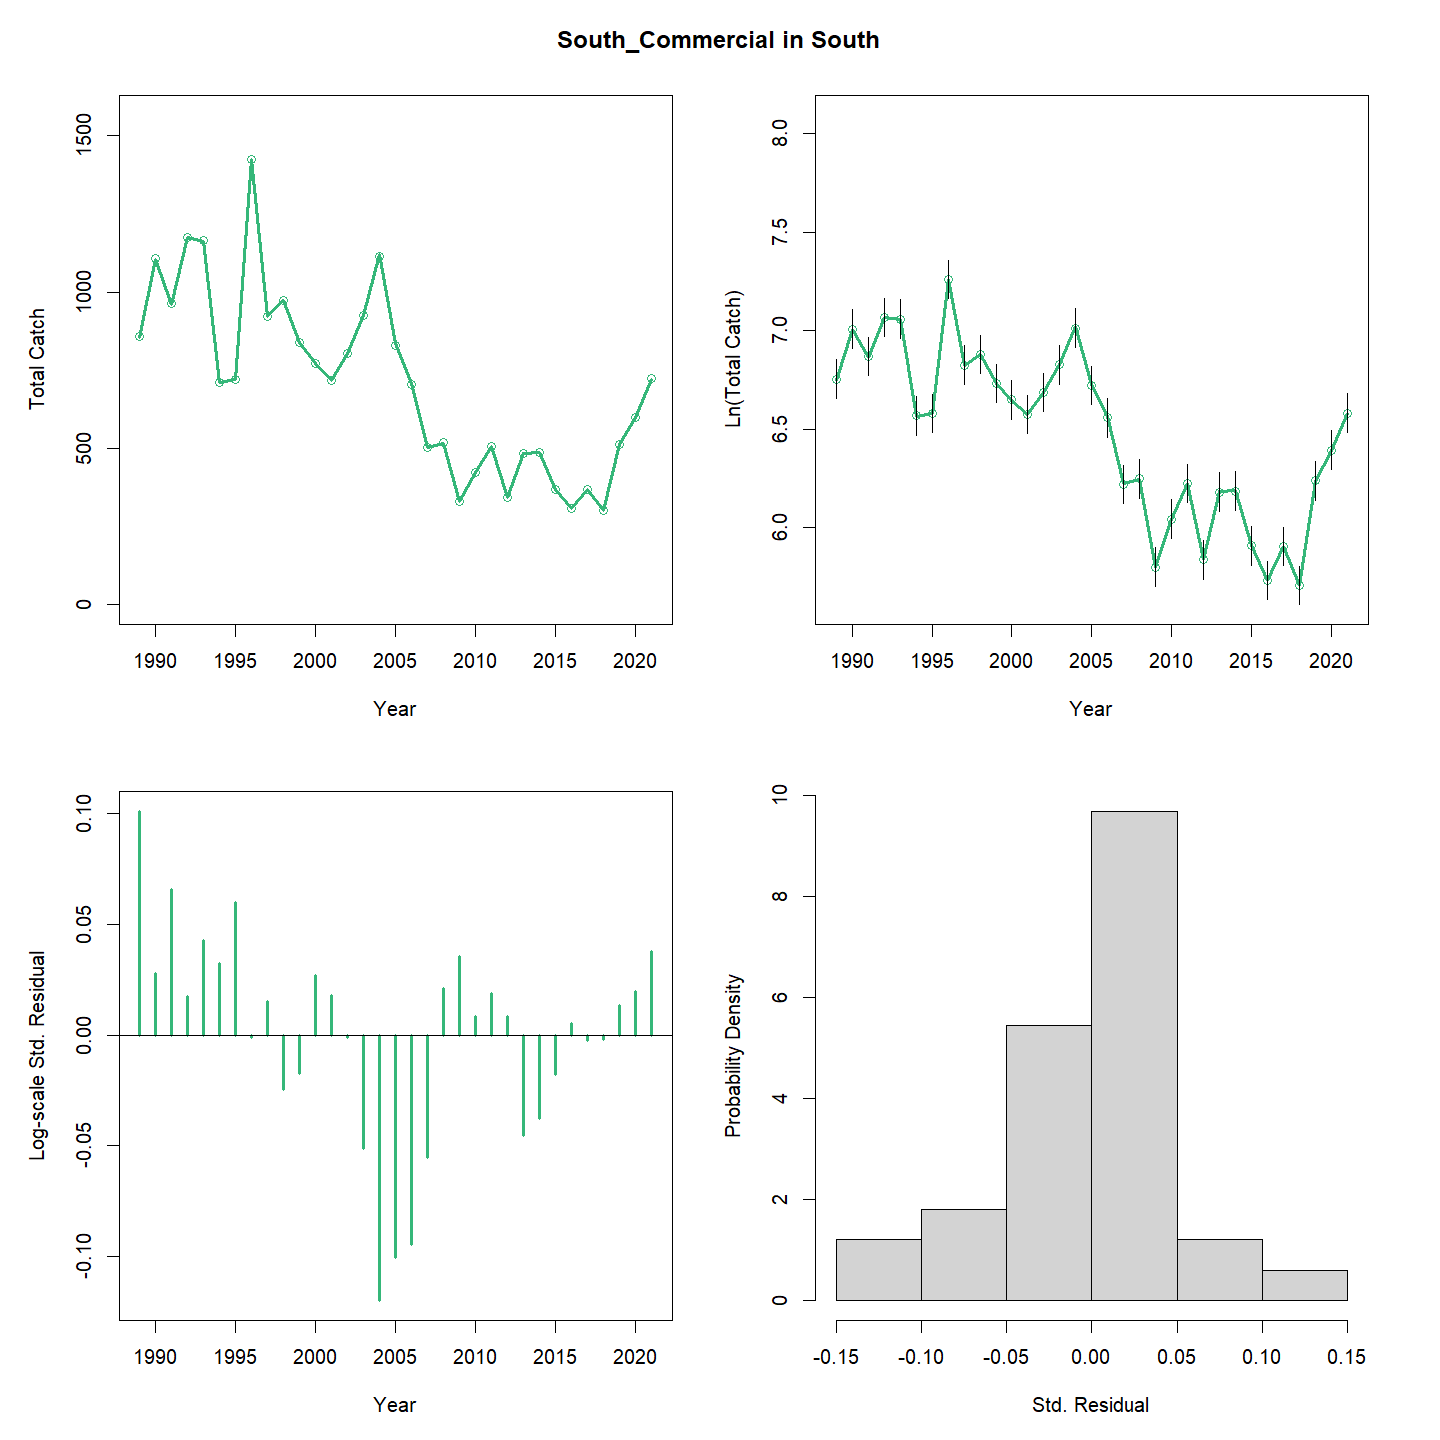 South_Commercial in South
Total Catch
1500
1000
500
0
1990 1995 2000 2005 2010 2015 2020
Year
Ln(Total Catch)
8.0
7.5
7.0
6.5
6.0
1990 1995 2000 2005 2010 2015 2020
Year
Log-scale Std. Residual
0.10
0.05
0.00
-0.05
-0.10
1990 1995 2000 2005 2010 2015 2020
Year
Probability Density
10
8
6
4
2
0
-0.15 -0.10 -0.05 0.00 0.05 0.10 0.15
Std. Residual